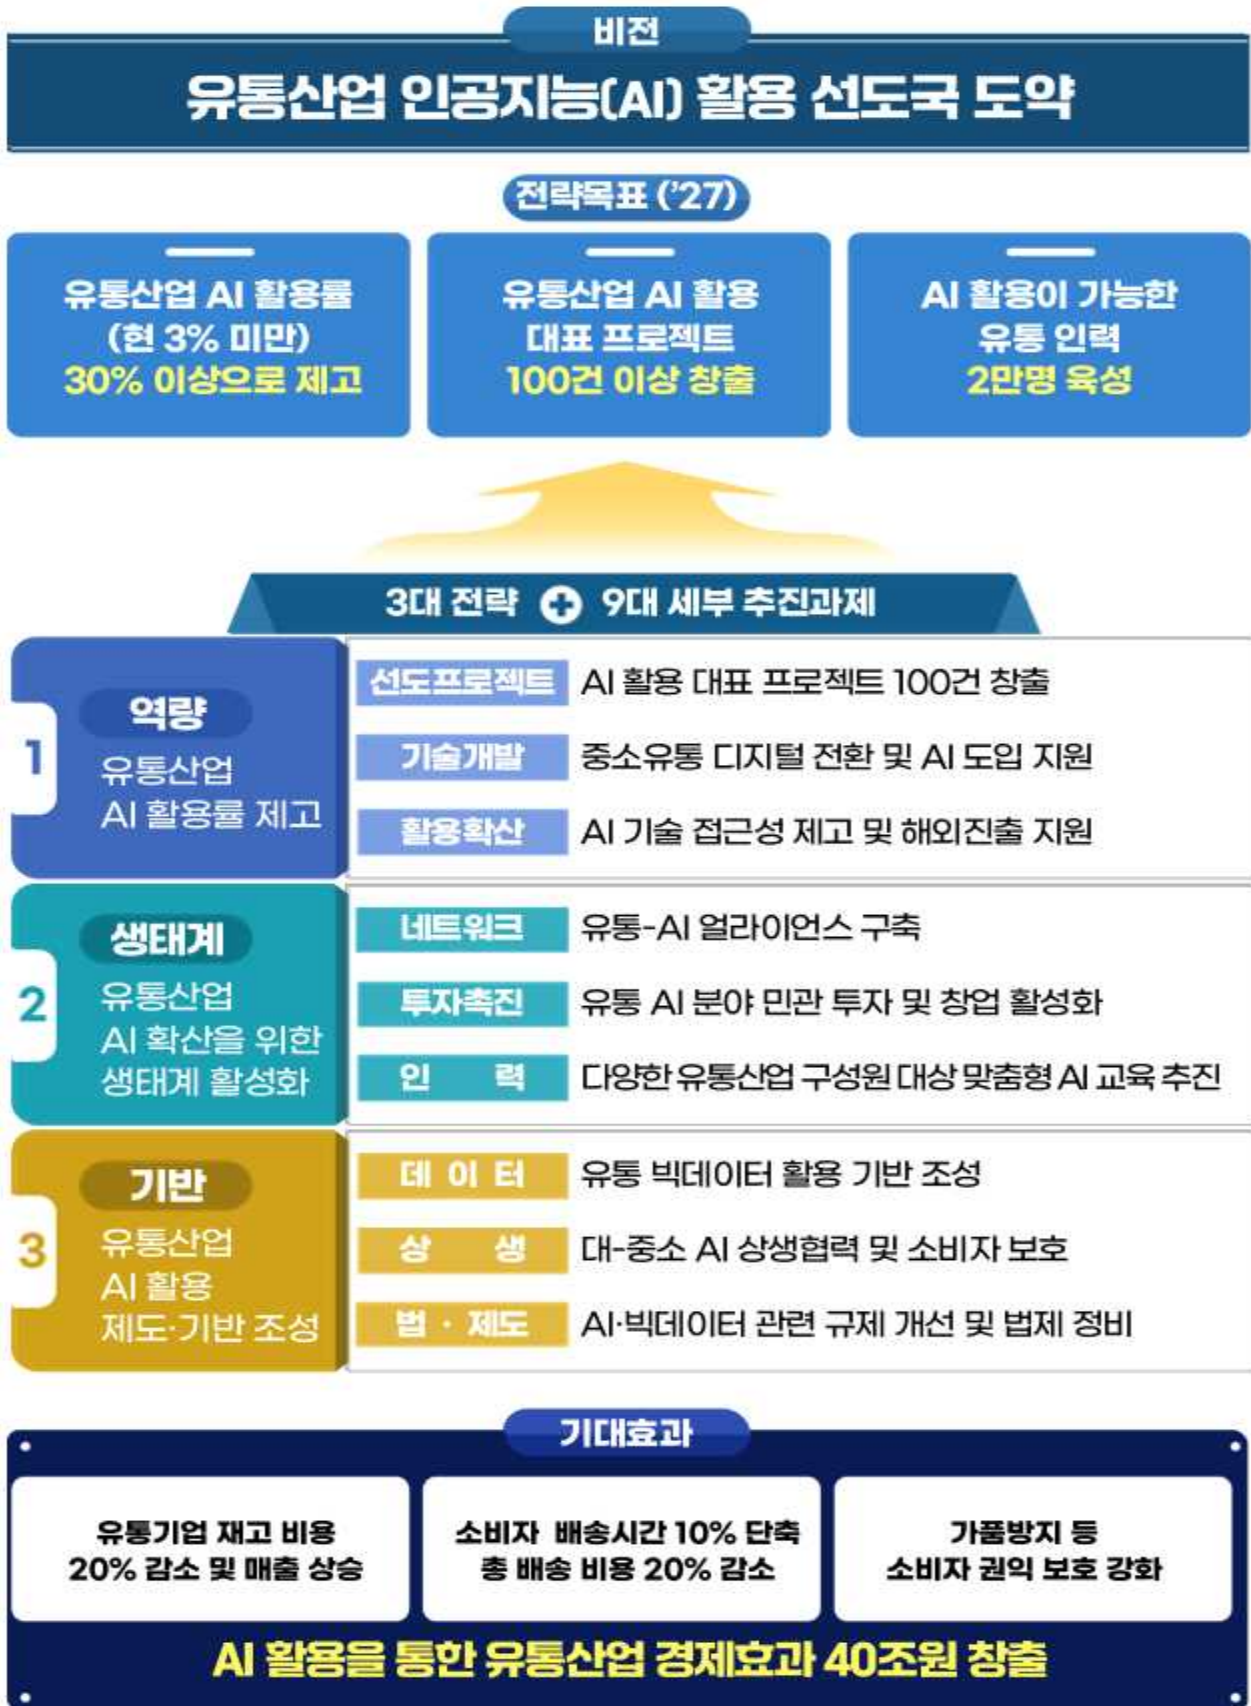 비전
유통산업 인공지능(AI) 활용 선도국 도약
전략목표 ('27)
유통산업 AI 활용률
(현 3% 미만)
30% 이상으로 제고
유통산업 AI 활용
대표 프로젝트
100건 이상 창출
AI 활용이 가능한
유통 인력
2만명 육성
3대 전략 + 9대 세부 추진과제
1
역량
유통산업
AI 활용률 제고
선도프로젝트 AI 활용 대표 프로젝트 100건 창출
기술개발 중소유통 디지털 전환 및 AI 도입 지원
활용확산 AI 기술 접근성 제고 및 해외진출 지원
2
생태계
유통산업
AI 확산을 위한
생태계 활성화
네트워크 유통-AI 얼라이언스 구축
투자촉진 유통 AI 분야 민관 투자 및 창업 활성화
인 력 다양한 유통산업 구성원 대상 맞춤형 AI 교육 추진
3
기반
유통산업
AI 활용
제도·기반 조성
데 이 터 유통 빅데이터 활용 기반 조성
상 생 대-중소 AI 상생협력 및 소비자 보호
법 · 제도 AI·빅데이터 관련 규제 개선 및 법제 정비
기대효과
유통기업 재고 비용
20% 감소 및 매출 상승
소비자 배송시간 10% 단축
총 배송 비용 20% 감소
가품방지 등
소비자 권익 보호 강화
AI 활용을 통한 유통산업 경제효과 40조원 창출